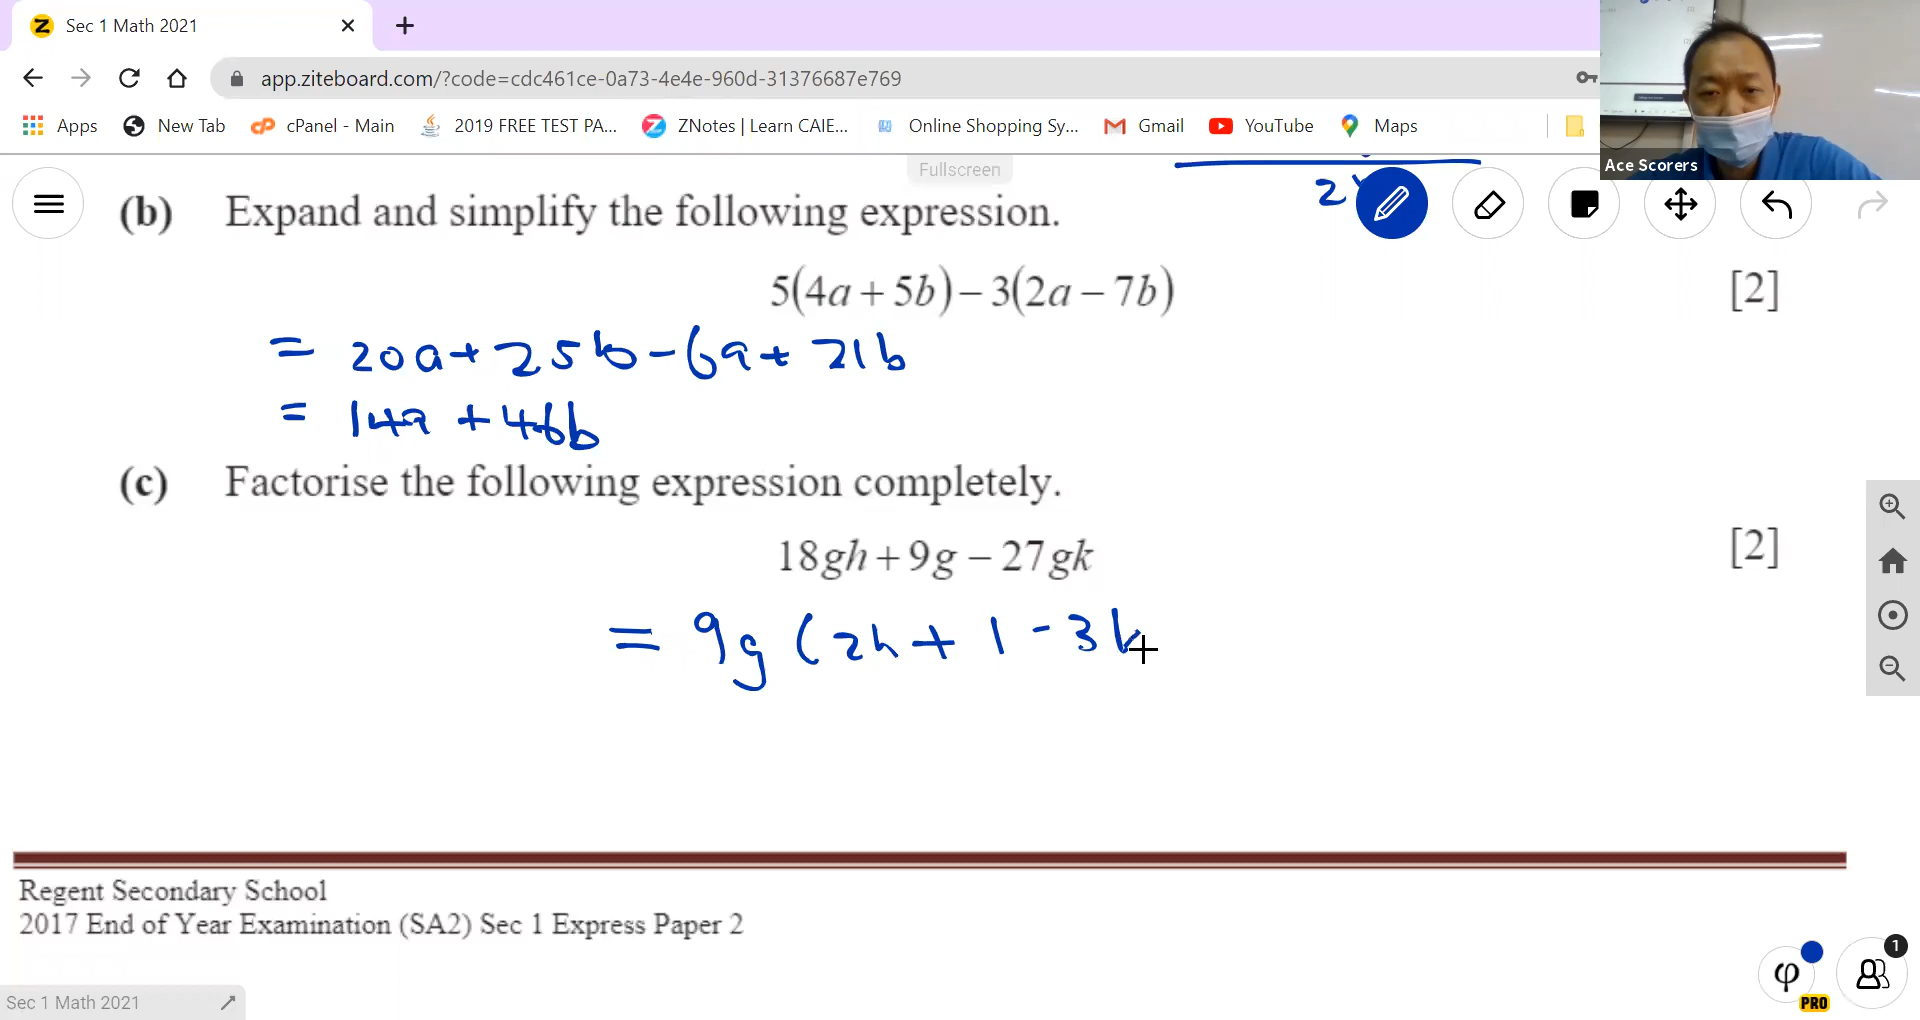 Sec 1 Math 2021
app.ziteboard.com/?code=cdc461ce-0a73-4e4e-960d-31376687e769
Apps New Tab cPanel - Main 2019 FREE TEST PA... ZNotes | Learn CAIE... Online Shopping Sy... Gmail YouTube Maps
Ace Scorers
Fullscreen
2
(b) Expand and simplify the following expression.
5(4a + 5b) – 3(2a – 7b) [2]
= 20a + 25b - 6a + 21b
= 14a + 46b
(c) Factorise the following expression completely.
18gh + 9g – 27gk [2]
= 9g (2h + 1 - 3k
Regent Secondary School
2017 End of Year Examination (SA2) Sec 1 Express Paper 2
1
φ
PRO
Sec 1 Math 2021